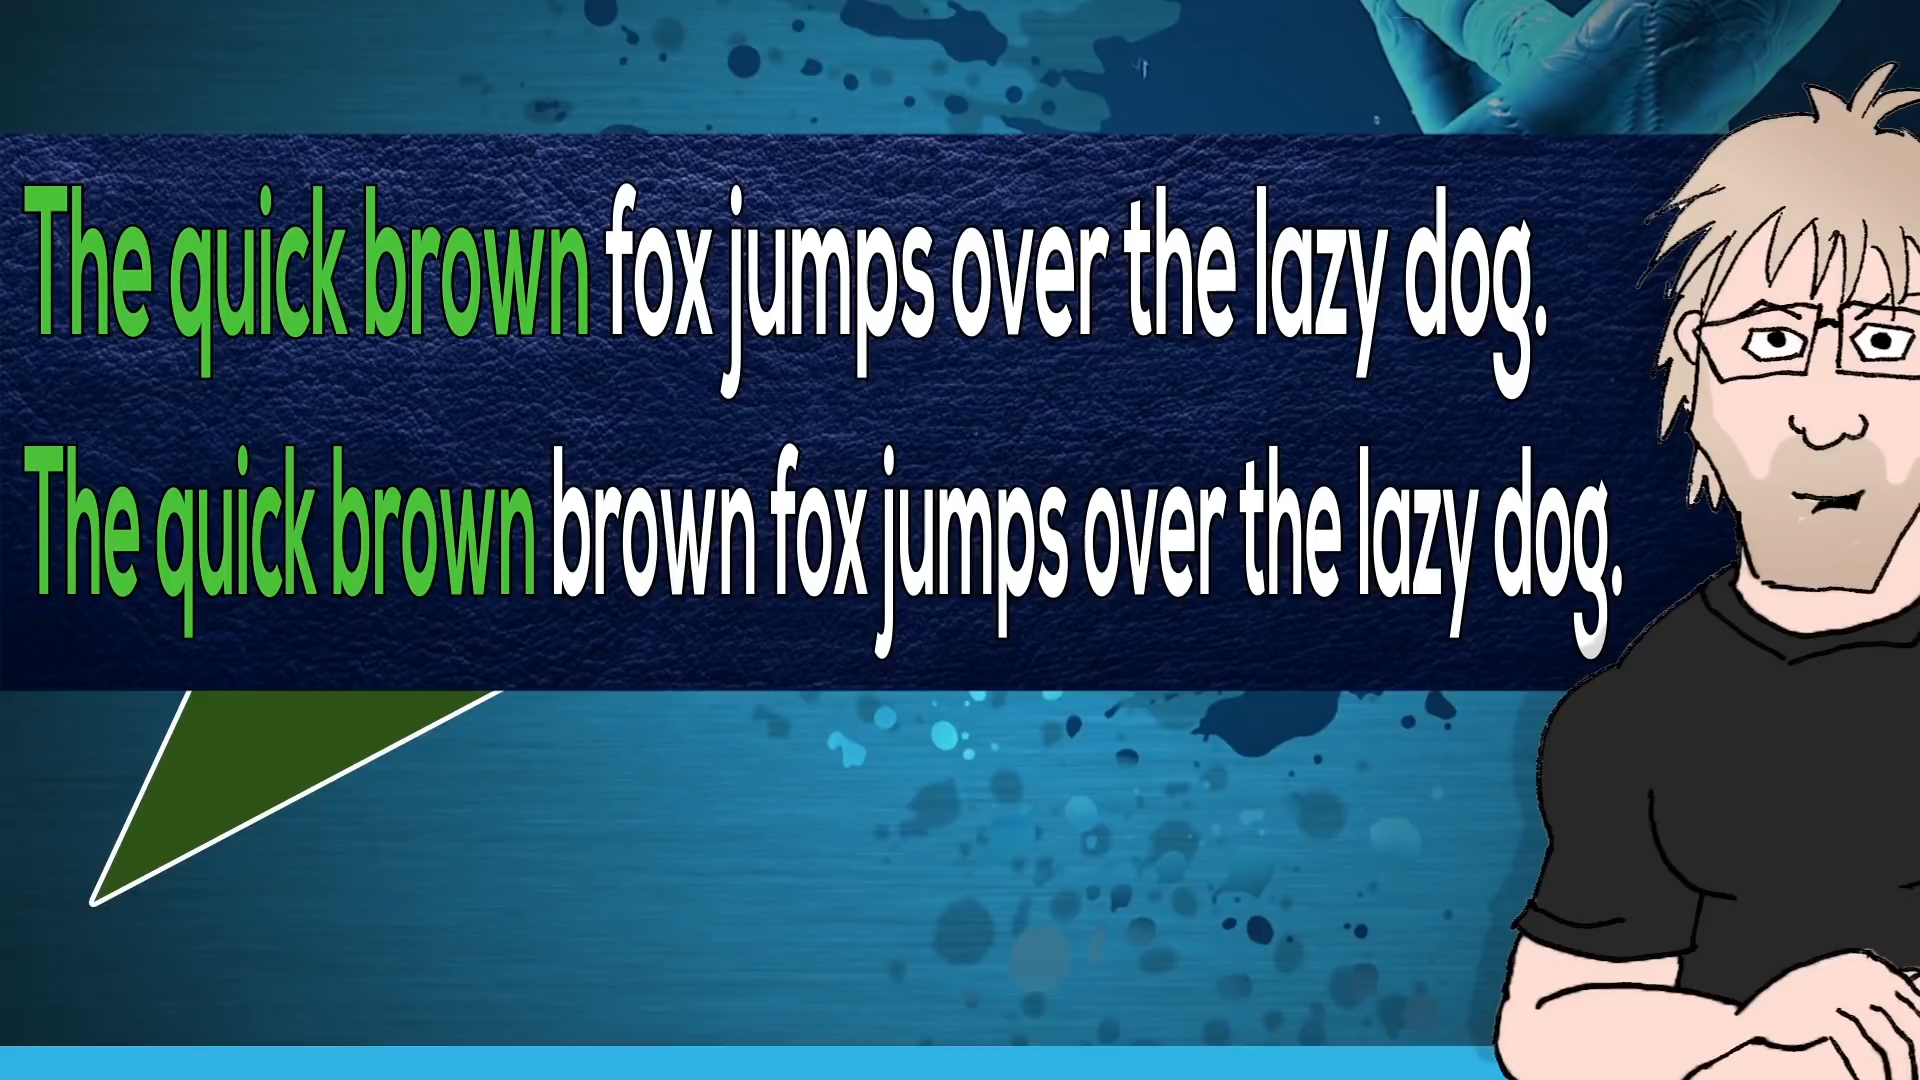 The quick brown fox jumps over the lazy dog.
The quick brown brown fox jumps over the lazy dog.